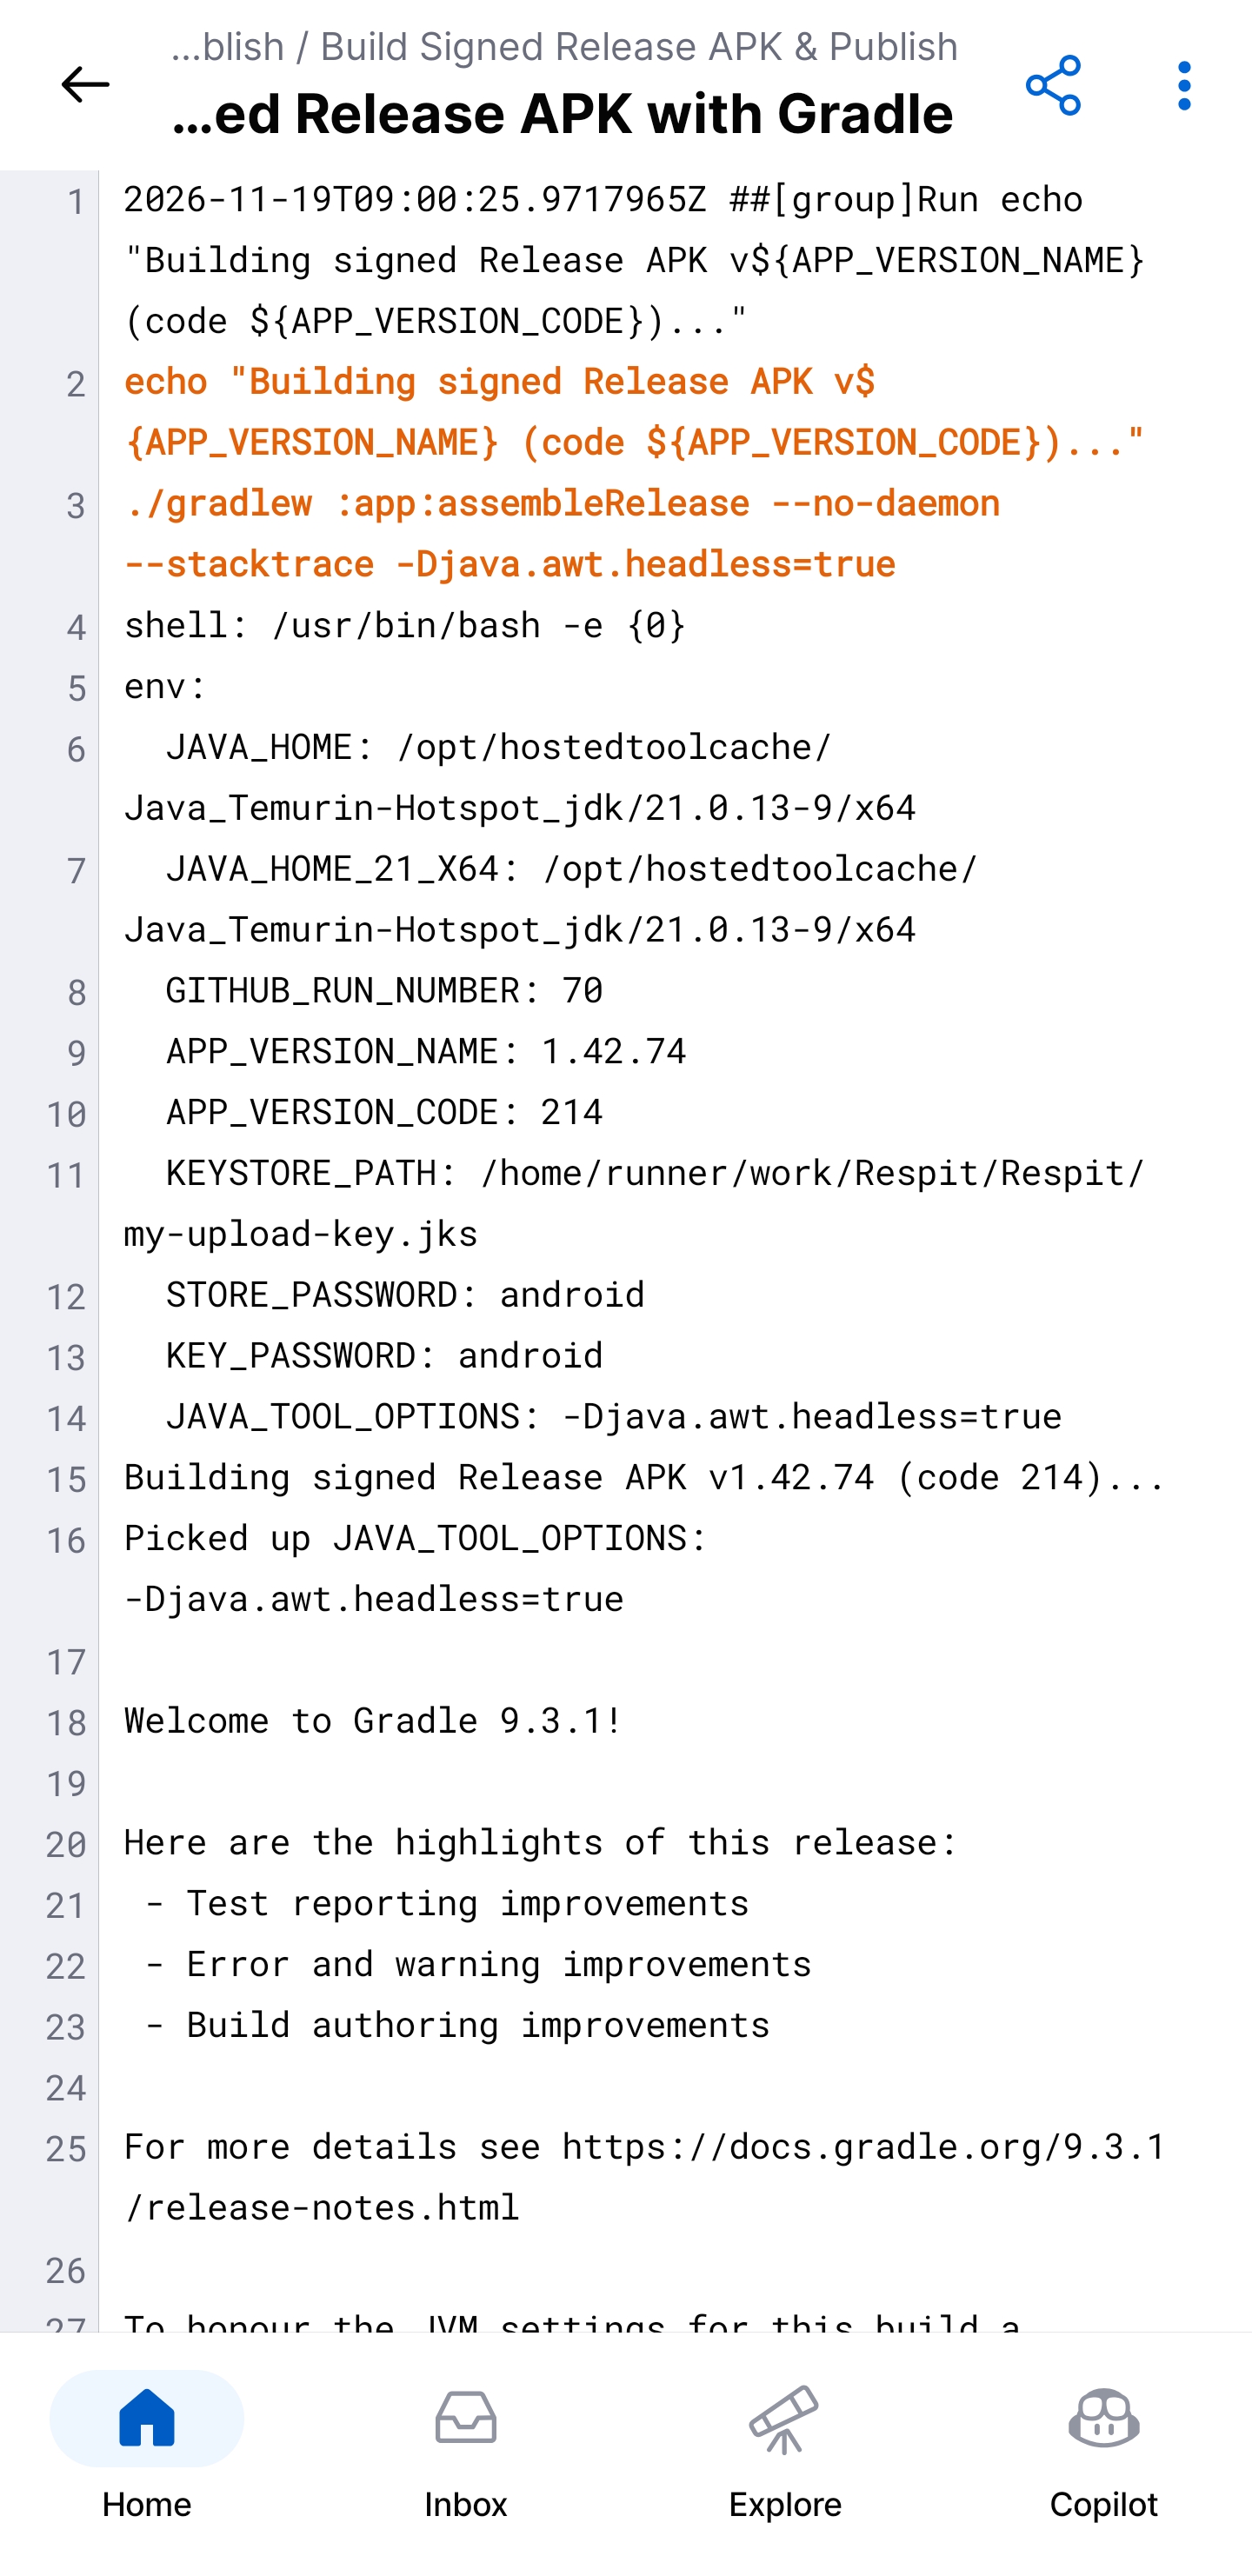 ...blish / Build Signed Release APK & Publish
...ed Release APK with Gradle
1 2026-11-19T09:00:25.9717965Z ##[group]Run echo
"Building signed Release APK v${APP_VERSION_NAME}
(code ${APP_VERSION_CODE})..."
2 echo "Building signed Release APK v$
{APP_VERSION_NAME} (code ${APP_VERSION_CODE})..."
3 ./gradlew :app:assembleRelease --no-daemon
--stacktrace -Djava.awt.headless=true
4 shell: /usr/bin/bash -e {0}
5 env:
6   JAVA_HOME: /opt/hostedtoolcache/
Java_Temurin-Hotspot_jdk/21.0.13-9/x64
7   JAVA_HOME_21_X64: /opt/hostedtoolcache/
Java_Temurin-Hotspot_jdk/21.0.13-9/x64
8   GITHUB_RUN_NUMBER: 70
9   APP_VERSION_NAME: 1.42.74
10   APP_VERSION_CODE: 214
11   KEYSTORE_PATH: /home/runner/work/Respit/Respit/
my-upload-key.jks
12   STORE_PASSWORD: android
13   KEY_PASSWORD: android
14   JAVA_TOOL_OPTIONS: -Djava.awt.headless=true
15 Building signed Release APK v1.42.74 (code 214)...
16 Picked up JAVA_TOOL_OPTIONS:
-Djava.awt.headless=true
17
18 Welcome to Gradle 9.3.1!
19
20 Here are the highlights of this release:
21  - Test reporting improvements
22  - Error and warning improvements
23  - Build authoring improvements
24
25 For more details see https://docs.gradle.org/9.3.1
/release-notes.html
26
27 To honour the JVM settings for this build a
Home
Inbox
Explore
Copilot